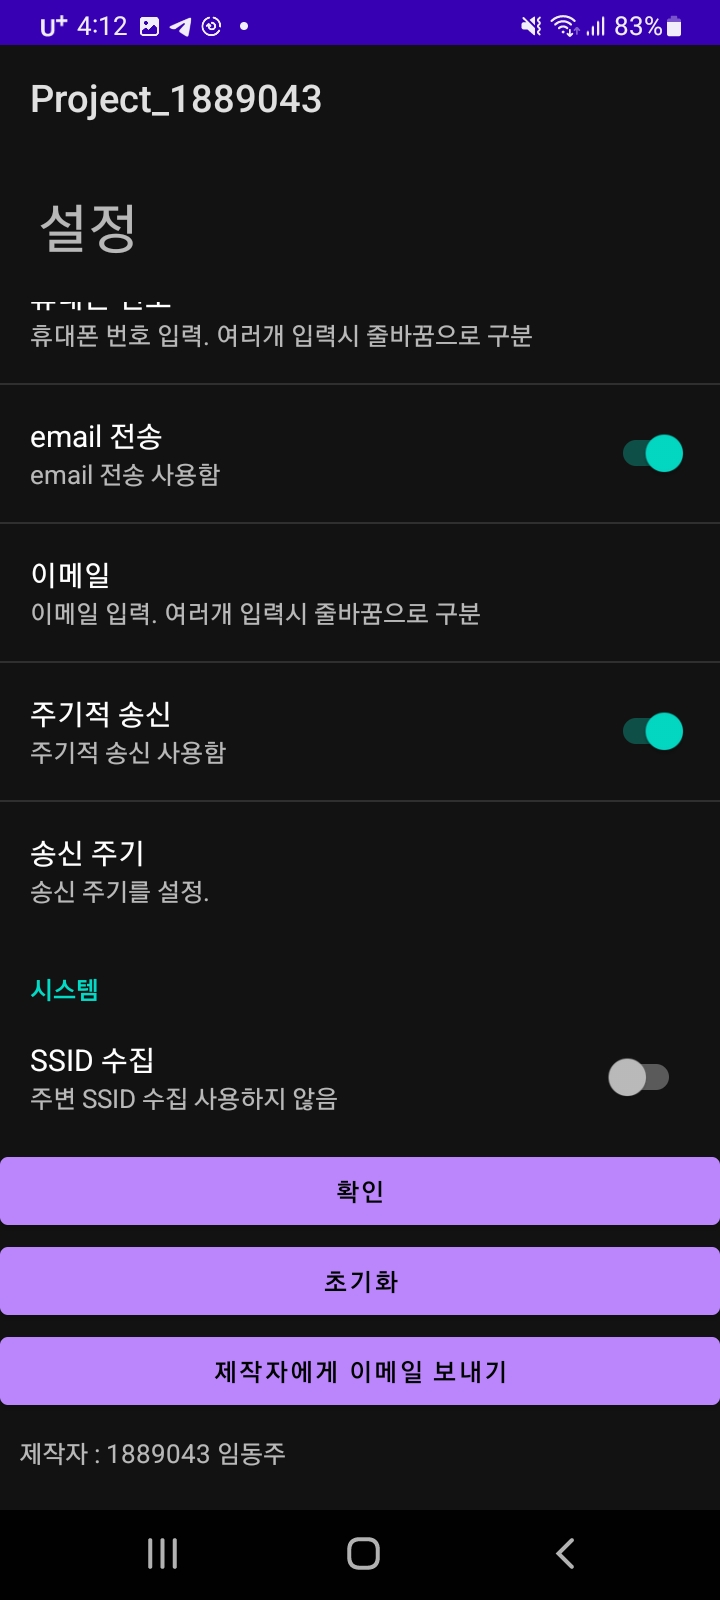 U+ 4:12 83%
Project_1889043
설정
휴대폰 번호 입력. 여러개 입력시 줄바꿈으로 구분
email 전송
email 전송 사용함
이메일
이메일 입력. 여러개 입력시 줄바꿈으로 구분
주기적 송신
주기적 송신 사용함
송신 주기
송신 주기를 설정.
시스템
SSID 수집
주변 SSID 수집 사용하지 않음
확인
초기화
제작자에게 이메일 보내기
제작자 : 1889043 임동주